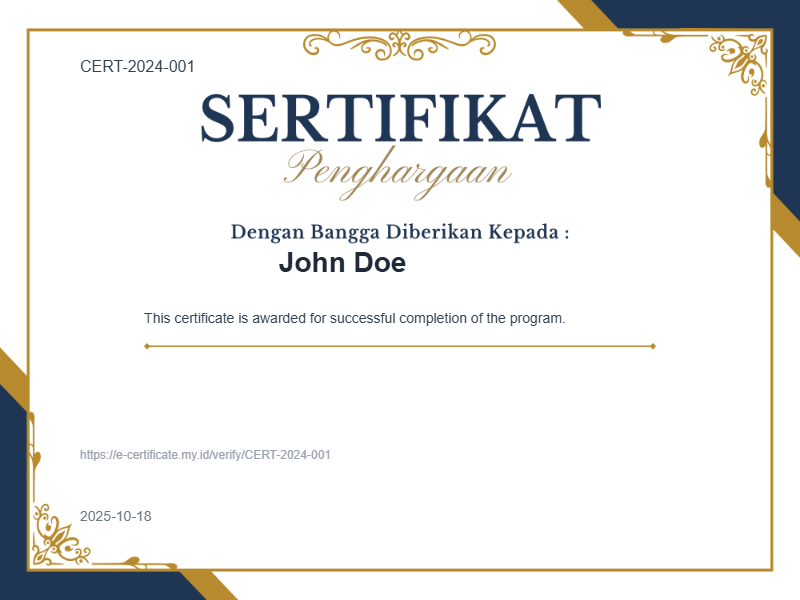 CERT-2024-001
SERTIFIKAT
Penghargaan
Dengan Bangga Diberikan Kepada :
John Doe
This certificate is awarded for successful completion of the program.
https://e-certificate.my.id/verify/CERT-2024-001
2025-10-18